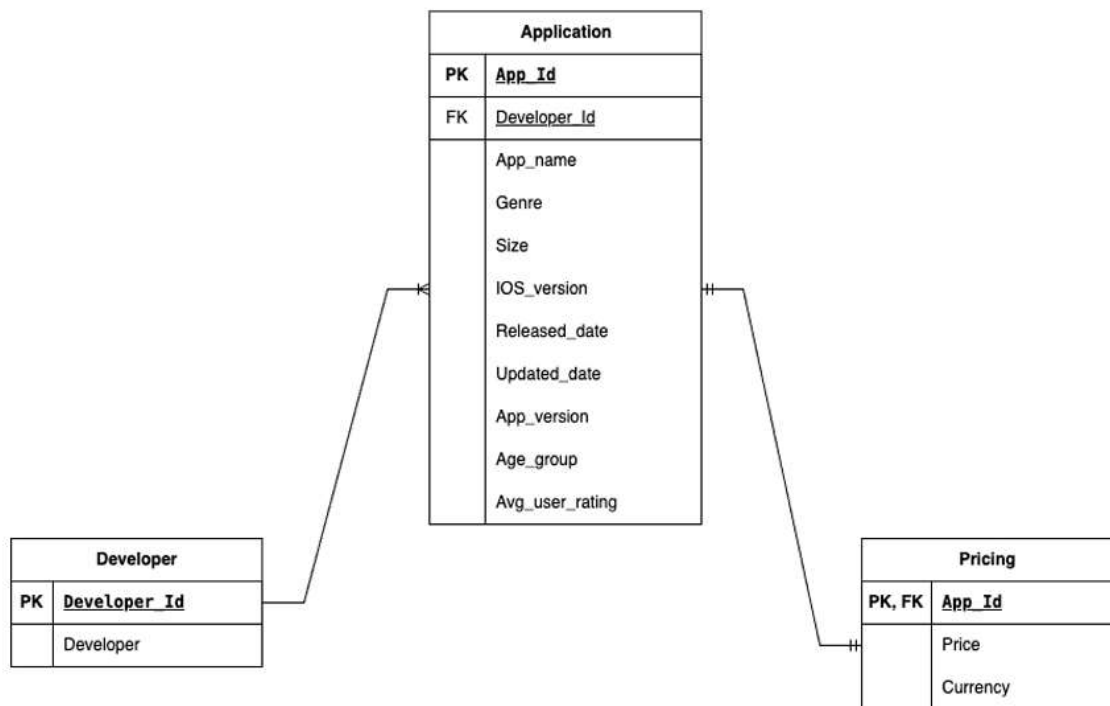 Application
PK App_Id
FK Developer_Id
App_name
Genre
Size
IOS_version
Released_date
Updated_date
App_version
Age_group
Avg_user_rating
Developer
PK Developer_Id
Developer
Pricing
PK, FK App_Id
Price
Currency